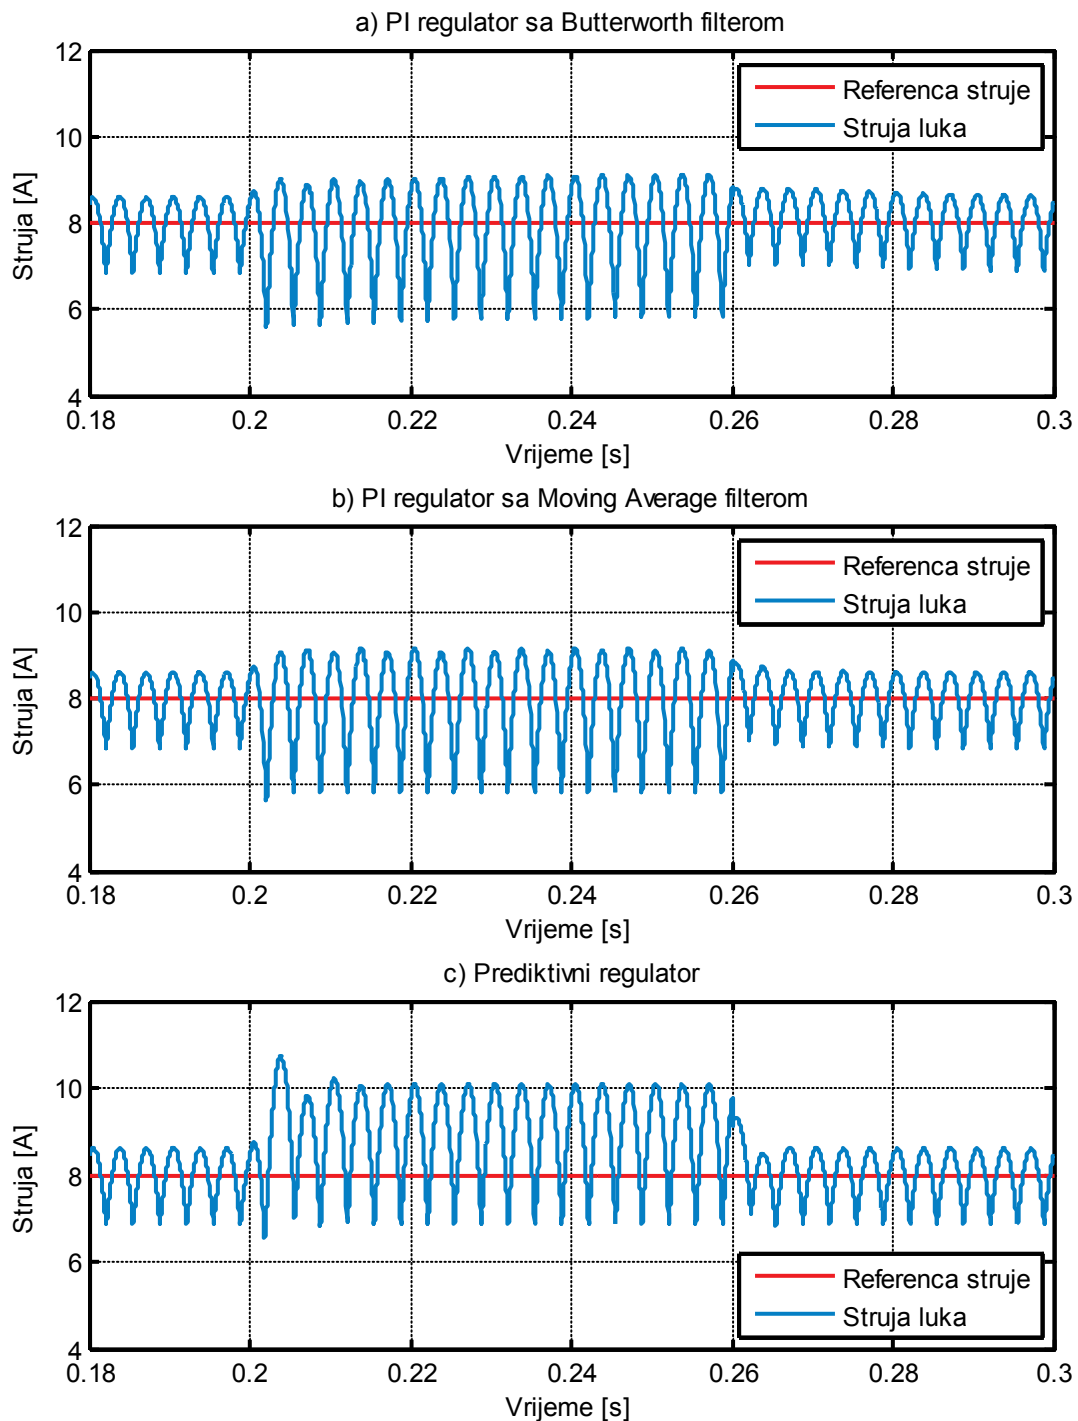 a) PI regulator sa Butterworth filterom
12
10
8
6
4
Struja [A]
Referenca struje
Struja luka
0.18 0.2 0.22 0.24 0.26 0.28 0.3
Vrijeme [s]
b) PI regulator sa Moving Average filterom
12
10
8
6
4
Struja [A]
Referenca struje
Struja luka
0.18 0.2 0.22 0.24 0.26 0.28 0.3
Vrijeme [s]
c) Prediktivni regulator
12
10
8
6
4
Struja [A]
Referenca struje
Struja luka
0.18 0.2 0.22 0.24 0.26 0.28 0.3
Vrijeme [s]